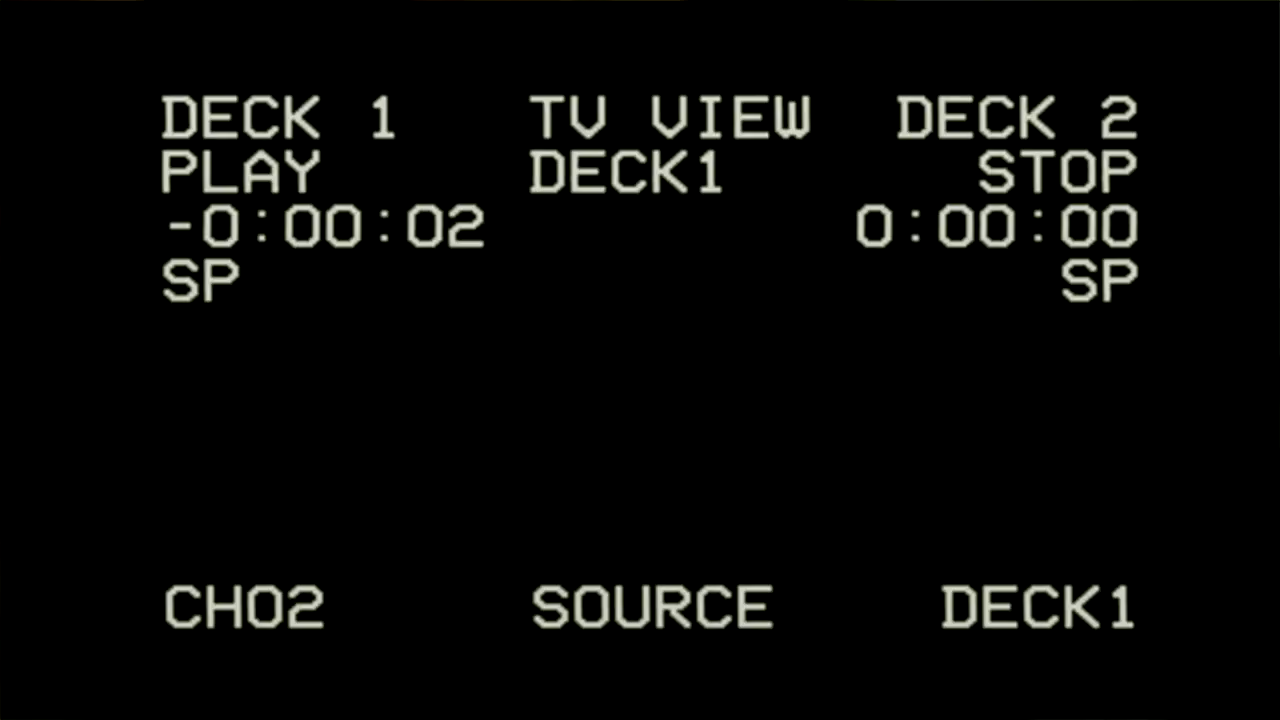 DECK 1 TV VIEW DECK 2
PLAY DECK1 STOP
-0:00:02 0:00:00
SP SP
CH02 SOURCE DECK1